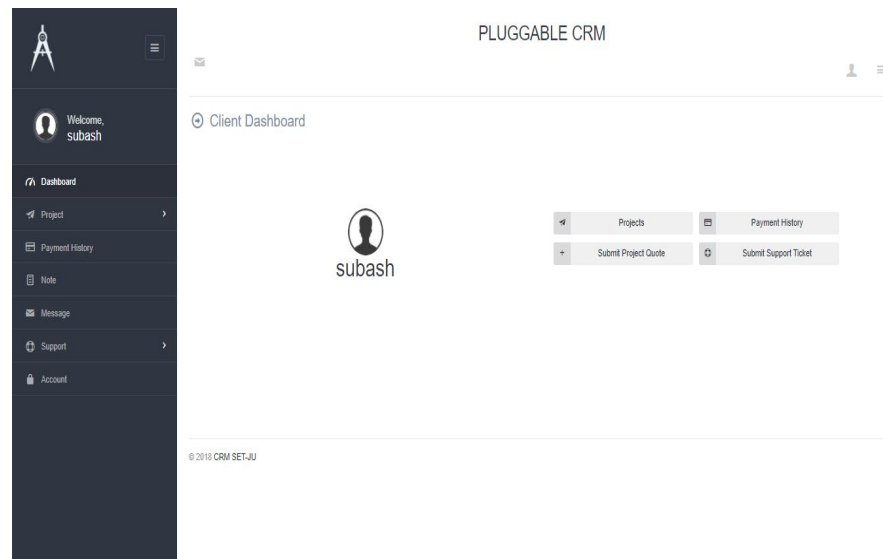 PLUGGABLE CRM
Welcome,
subash
Dashboard
Project
Payment History
Note
Message
Support
Account
Client Dashboard
subash
Projects
Payment History
Submit Project Quote
Submit Support Ticket
© 2018 CRM SET-JU